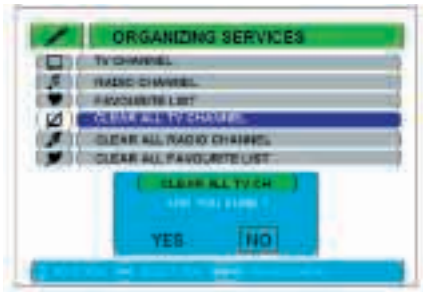 ORGANIZING SERVICES
TV CHANNEL
RADIO CHANNEL
FAVOURITE LIST
CLEAR ALL TV CHANNEL
CLEAR ALL RADIO CHANNEL
CLEAR ALL FAVOURITE LIST
CLEAR ALL TV CH
ARE YOU SURE ?
YES NO